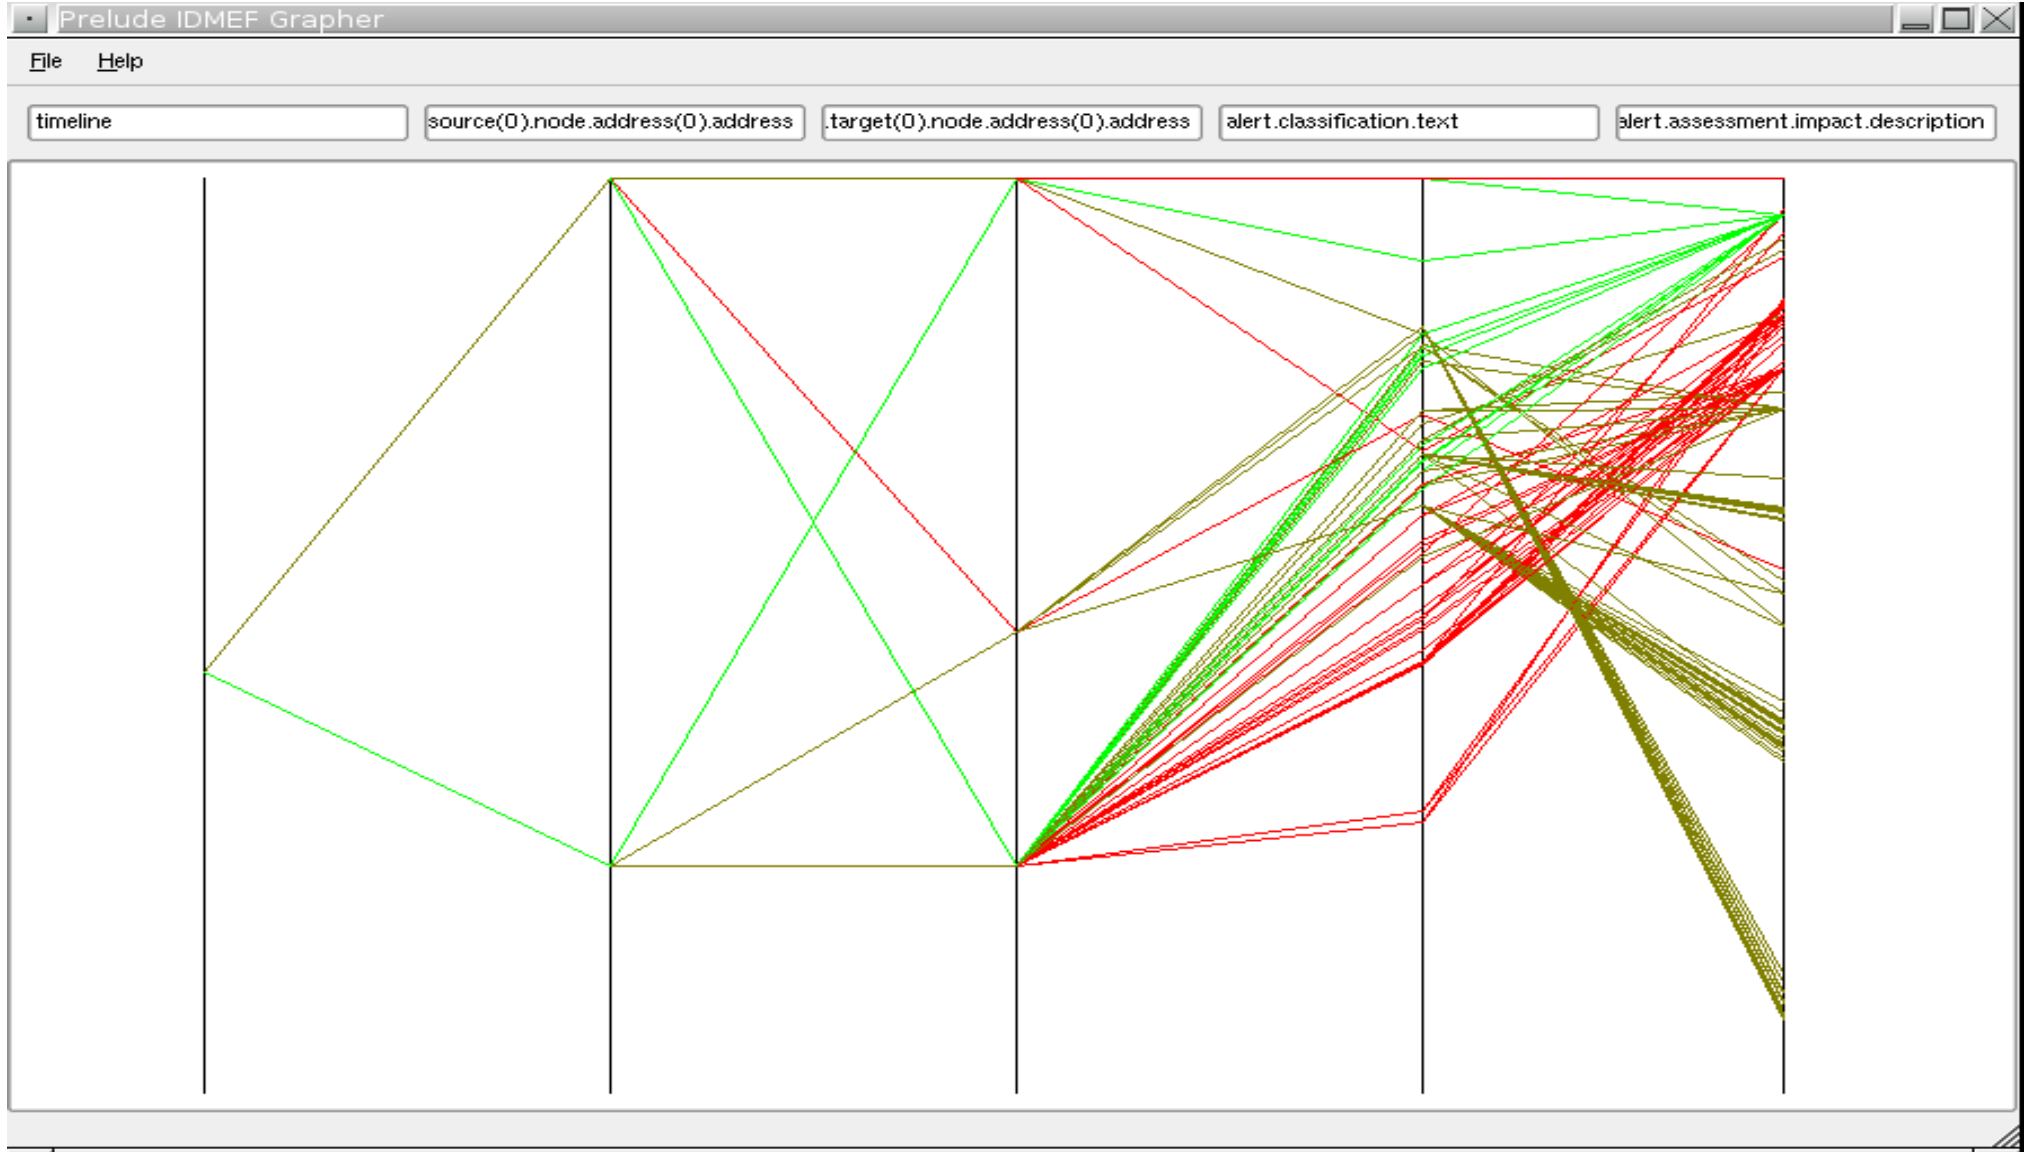 Prelude IDMEF Grapher
File Help
timeline source(0).node.address(0).address .target(0).node.address(0).address alert.classification.text alert.assessment.impact.description